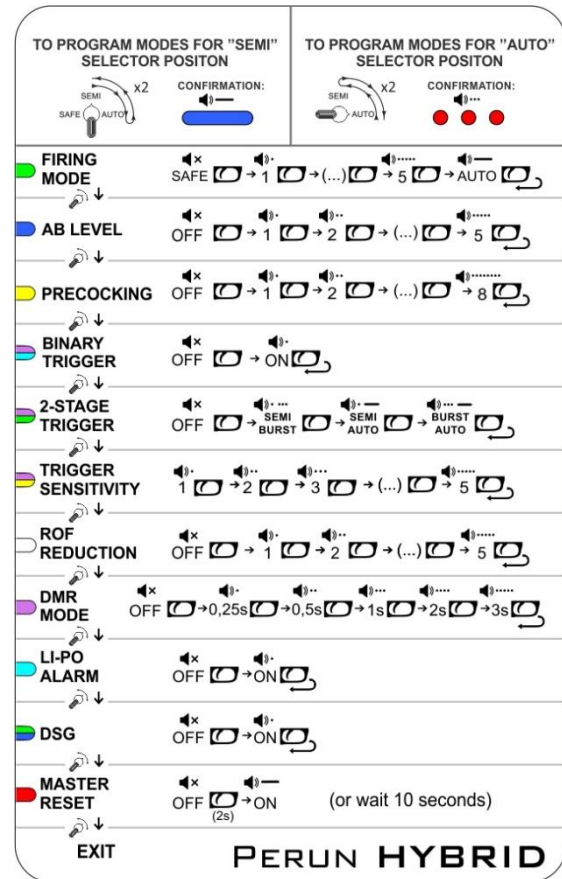 TO PROGRAM MODES FOR "SEMI"
SELECTOR POSITON
SEMI
SAFE AUTO
x2
CONFIRMATION:
TO PROGRAM MODES FOR "AUTO"
SELECTOR POSITON
SEMI
AUTO
x2
CONFIRMATION:
FIRING
MODE
SAFE → 1 → (...) → 5 → AUTO
AB LEVEL
OFF → 1 → 2 → (...) → 5
PRECOCKING
OFF → 1 → 2 → (...) → 8
BINARY
TRIGGER
OFF → ON
2-STAGE
TRIGGER
OFF → SEMI BURST → SEMI AUTO → BURST AUTO
TRIGGER
SENSITIVITY
1 → 2 → 3 → (...) → 5
ROF
REDUCTION
OFF → 1 → 2 → (...) → 5
DMR
MODE
OFF → 0,25s → 0,5s → 1s → 2s → 3s
LI-PO
ALARM
OFF → ON
DSG
OFF → ON
MASTER
RESET
OFF → ON
(2s)
(or wait 10 seconds)
EXIT
PERUN HYBRID